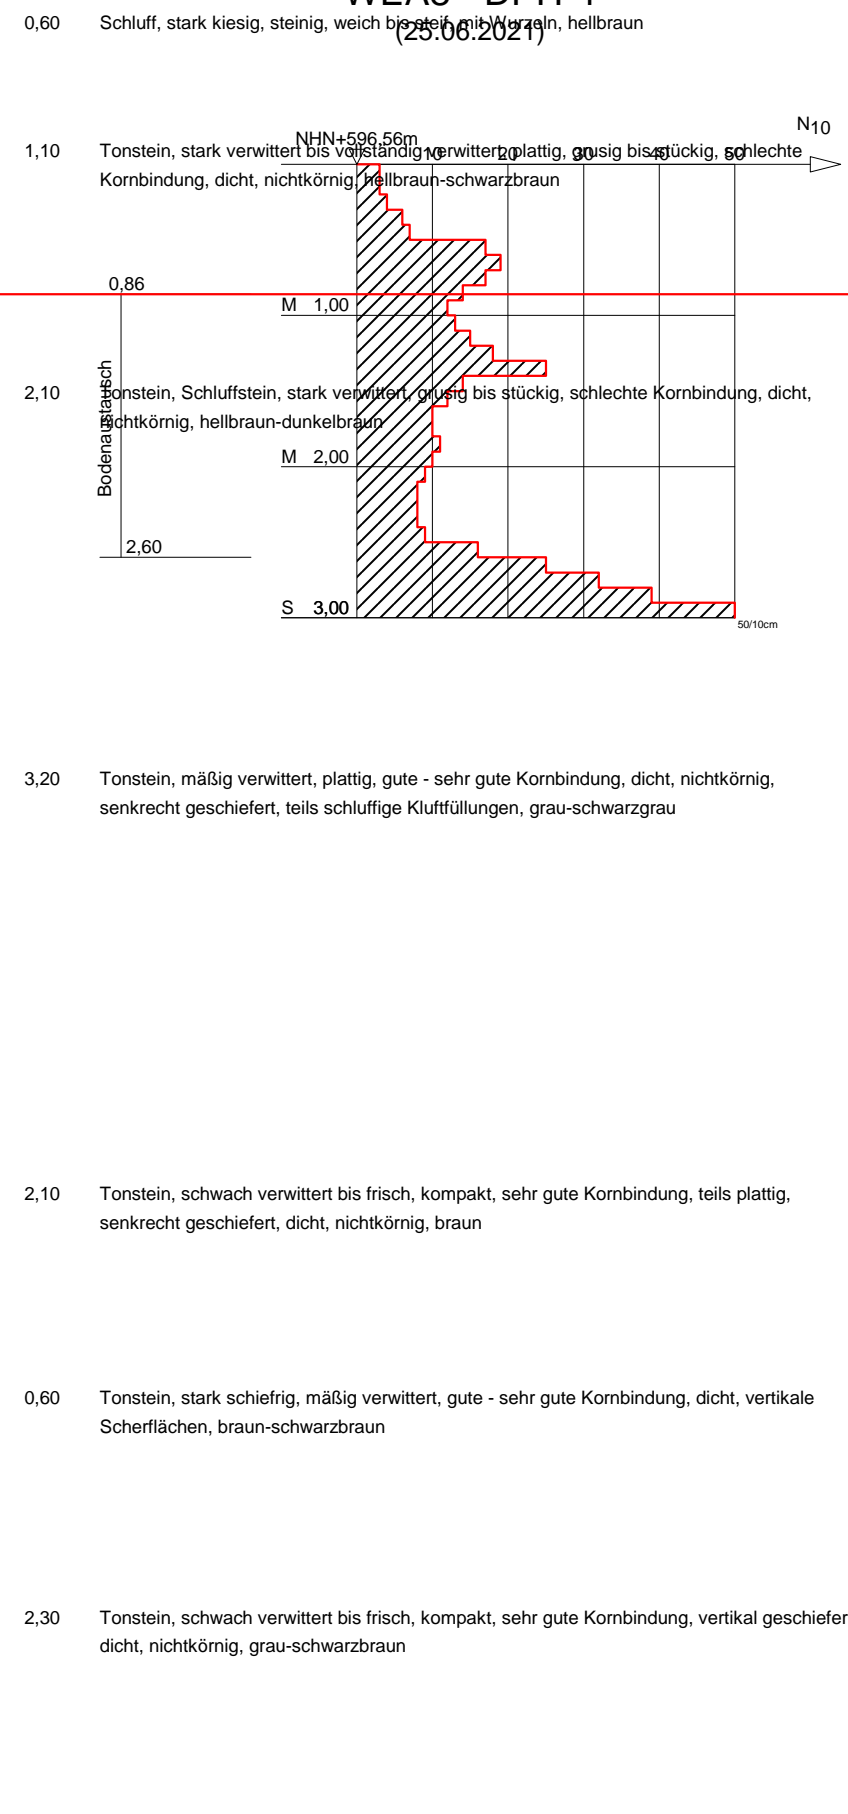 (25.06.2021)
0,60 Schluff, stark kiesig, steinig, weich bis steif, mit Wurzeln, hellbraun
N10
NHN+596,56m
10 20 30 40 50
1,10 Tonstein, stark verwittert bis vollständig verwittert, plattig, grusig bis stückig, schlechte
Kornbindung, dicht, nichtkörnig, hellbraun-schwarzbraun
0,86
M 1,00
Bodenaustausch
2,10 Tonstein, Schluffstein, stark verwittert, grusig bis stückig, schlechte Kornbindung, dicht,
nichtkörnig, hellbraun-dunkelbraun
M 2,00
2,60
S 3,00
50/10cm
3,20 Tonstein, mäßig verwittert, plattig, gute - sehr gute Kornbindung, dicht, nichtkörnig,
senkrecht geschiefert, teils schluffige Kluftfüllungen, grau-schwarzgrau
2,10 Tonstein, schwach verwittert bis frisch, kompakt, sehr gute Kornbindung, teils plattig,
senkrecht geschiefert, dicht, nichtkörnig, braun
0,60 Tonstein, stark schiefrig, mäßig verwittert, gute - sehr gute Kornbindung, dicht, vertikale
Scherflächen, braun-schwarzbraun
2,30 Tonstein, schwach verwittert bis frisch, kompakt, sehr gute Kornbindung, vertikal geschiefer
dicht, nichtkörnig, grau-schwarzbraun